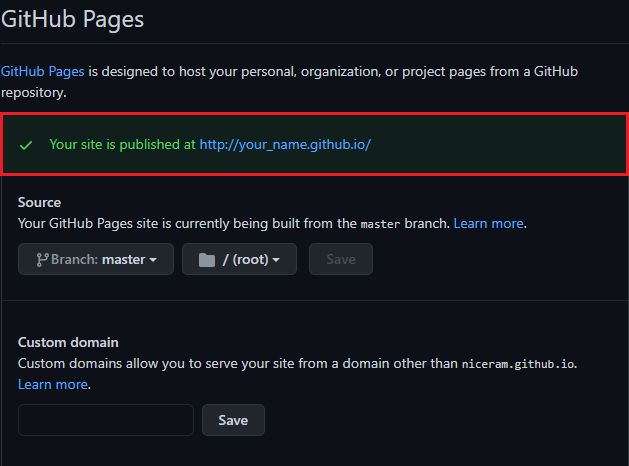 GitHub Pages
GitHub Pages is designed to host your personal, organization, or project pages from a GitHub
repository.
Your site is published at http://your_name.github.io/
Source
Your GitHub Pages site is currently being built from the master branch. Learn more.
Branch: master / (root) Save
Custom domain
Custom domains allow you to serve your site from a domain other than niceram.github.io.
Learn more.
Save